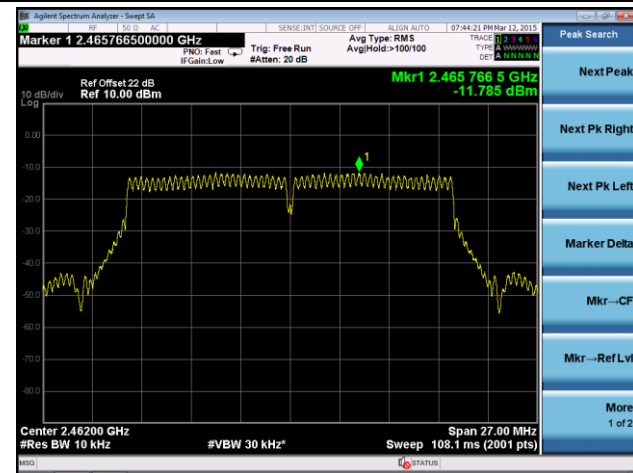 Agilent Spectrum Analyzer - Swept SA
RF 50 Ω AC SENSE:INT SOURCE OFF ALIGN AUTO 07:44:21 PM Mar 12, 2015
Marker 1 2.465766500000 GHz
PNO: Fast
IFGain:Low
Trig: Free Run
#Atten: 20 dB
Avg Type: RMS
Avg|Hold:>100/100
TRACE 1 2 3 4 5 6
TYPE A WWWWW
DET A N N N N N
Ref Offset 22 dB
10 dB/div Ref 10.00 dBm
Log
Mkr1 2.465 766 5 GHz
-11.785 dBm
1
0.00
-10.0
-20.0
-30.0
-40.0
-50.0
-60.0
-70.0
-80.0
Center 2.46200 GHz
Span 27.00 MHz
#Res BW 10 kHz
#VBW 30 kHz*
Sweep 108.1 ms (2001 pts)
MSG
STATUS
Peak Search
Next Peak
Next Pk Right
Next Pk Left
Marker Delta
Mkr→CF
Mkr→Ref Lvl
More
1 of 2